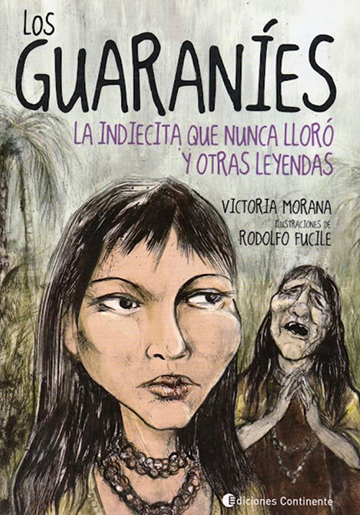 LOS
GUARANÍES
LA INDIECITA QUE NUNCA LLORÓ
Y OTRAS LEYENDAS
VICTORIA MORANA
ILUSTRACIONES DE
RODOLFO FUCILE
Ediciones Continente